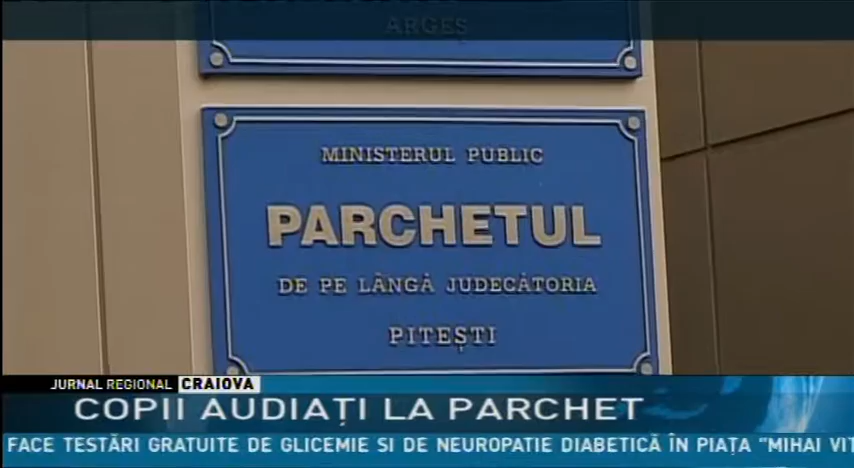 ARGEȘ
MINISTERUL PUBLIC
PARCHETUL
DE PE LÂNGĂ JUDECĂTORIA
PITEȘTI
JURNAL REGIONAL CRAIOVA
COPII AUDIAȚI LA PARCHET
FACE TESTĂRI GRATUITE DE GLICEMIE SI DE NEUROPATIE DIABETICĂ ÎN PIAȚA "MIHAI VIT